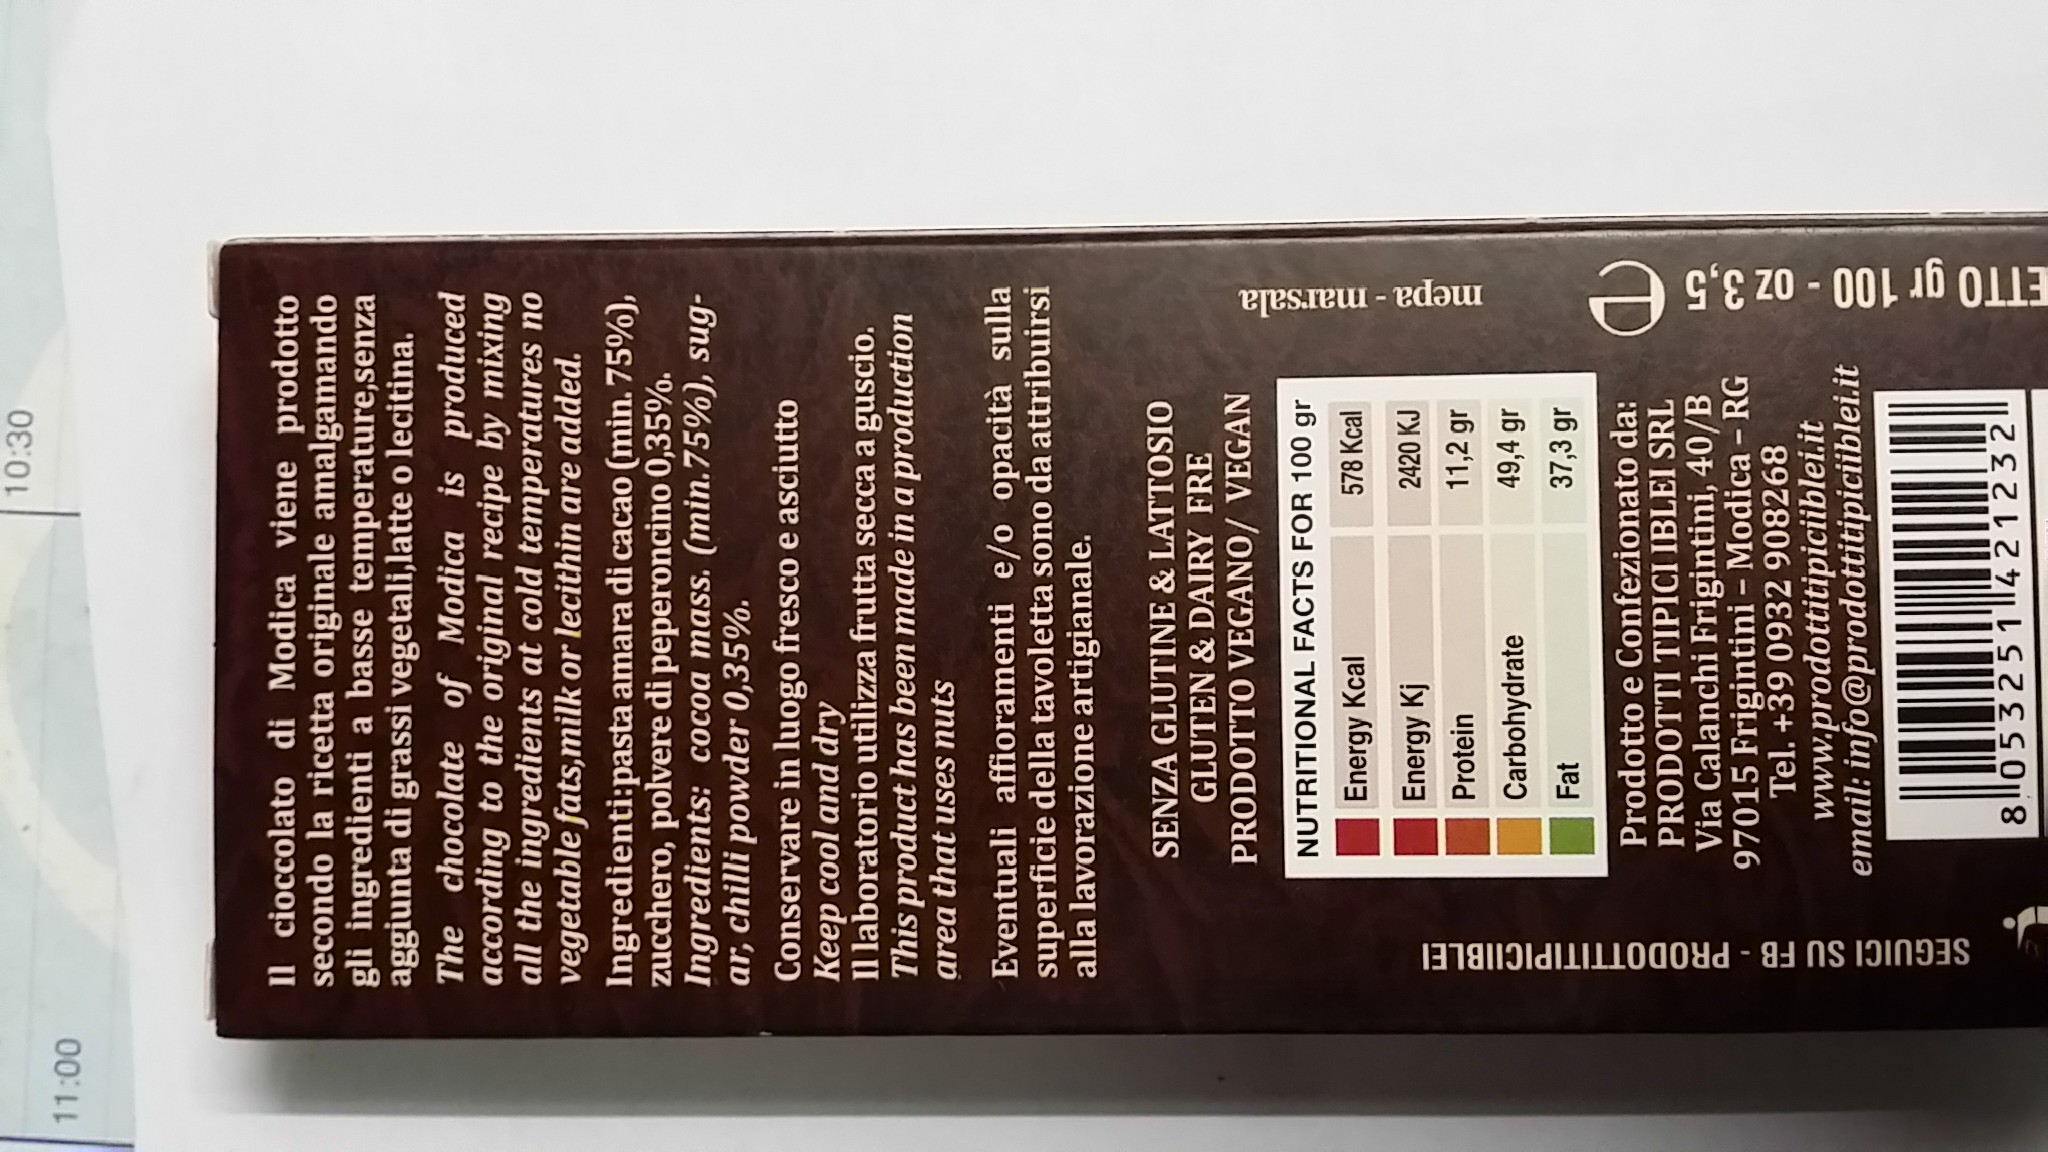 Il cioccolato di Modica viene prodotto
secondo la ricetta originale amalgamando
gli ingredienti a basse temperature,senza
aggiunta di grassi vegetali,latte o lecitina.
The chocolate of Modica is produced
according to the original recipe by mixing
all the ingredients at cold temperatures no
vegetable fats,milk or lecithin are added.
Ingredienti:pasta amara di cacao (min. 75%),
zucchero, polvere di peperoncino 0,35%.
Ingredients: cocoa mass. (min.75%), sug-
ar, chilli powder 0,35%.
Conservare in luogo fresco e asciutto
Keep cool and dry
Il laboratorio utilizza frutta secca a guscio.
This product has been made in a production
area that uses nuts
Eventuali affioramenti e/o opacità sulla
superficie della tavoletta sono da attribuirsi
alla lavorazione artigianale.
SENZA GLUTINE & LATTOSIO
GLUTEN & DAIRY FRE
PRODOTTO VEGANO/ VEGAN
NUTRITIONAL FACTS FOR 100 gr
Energy Kcal 578 Kcal
Energy Kj 2420 KJ
Protein 11,2 gr
Carbohydrate 49,4 gr
Fat 37,3 gr
Prodotto e Confezionato da:
PRODOTTI TIPICI IBLEI SRL
Via Calanchi Frigintini, 40/B
97015 Frigintini – Modica – RG
Tel. +39 0932 908268
www.prodottitipiciiblei.it
email: info@prodottitipiciiblei.it
8 053251 421232
SEGUICI SU FB - PRODOTTITIPICIIBLEI
mepa - marsala
ETTO gr 100 - oz 3,5
10:30
11:00